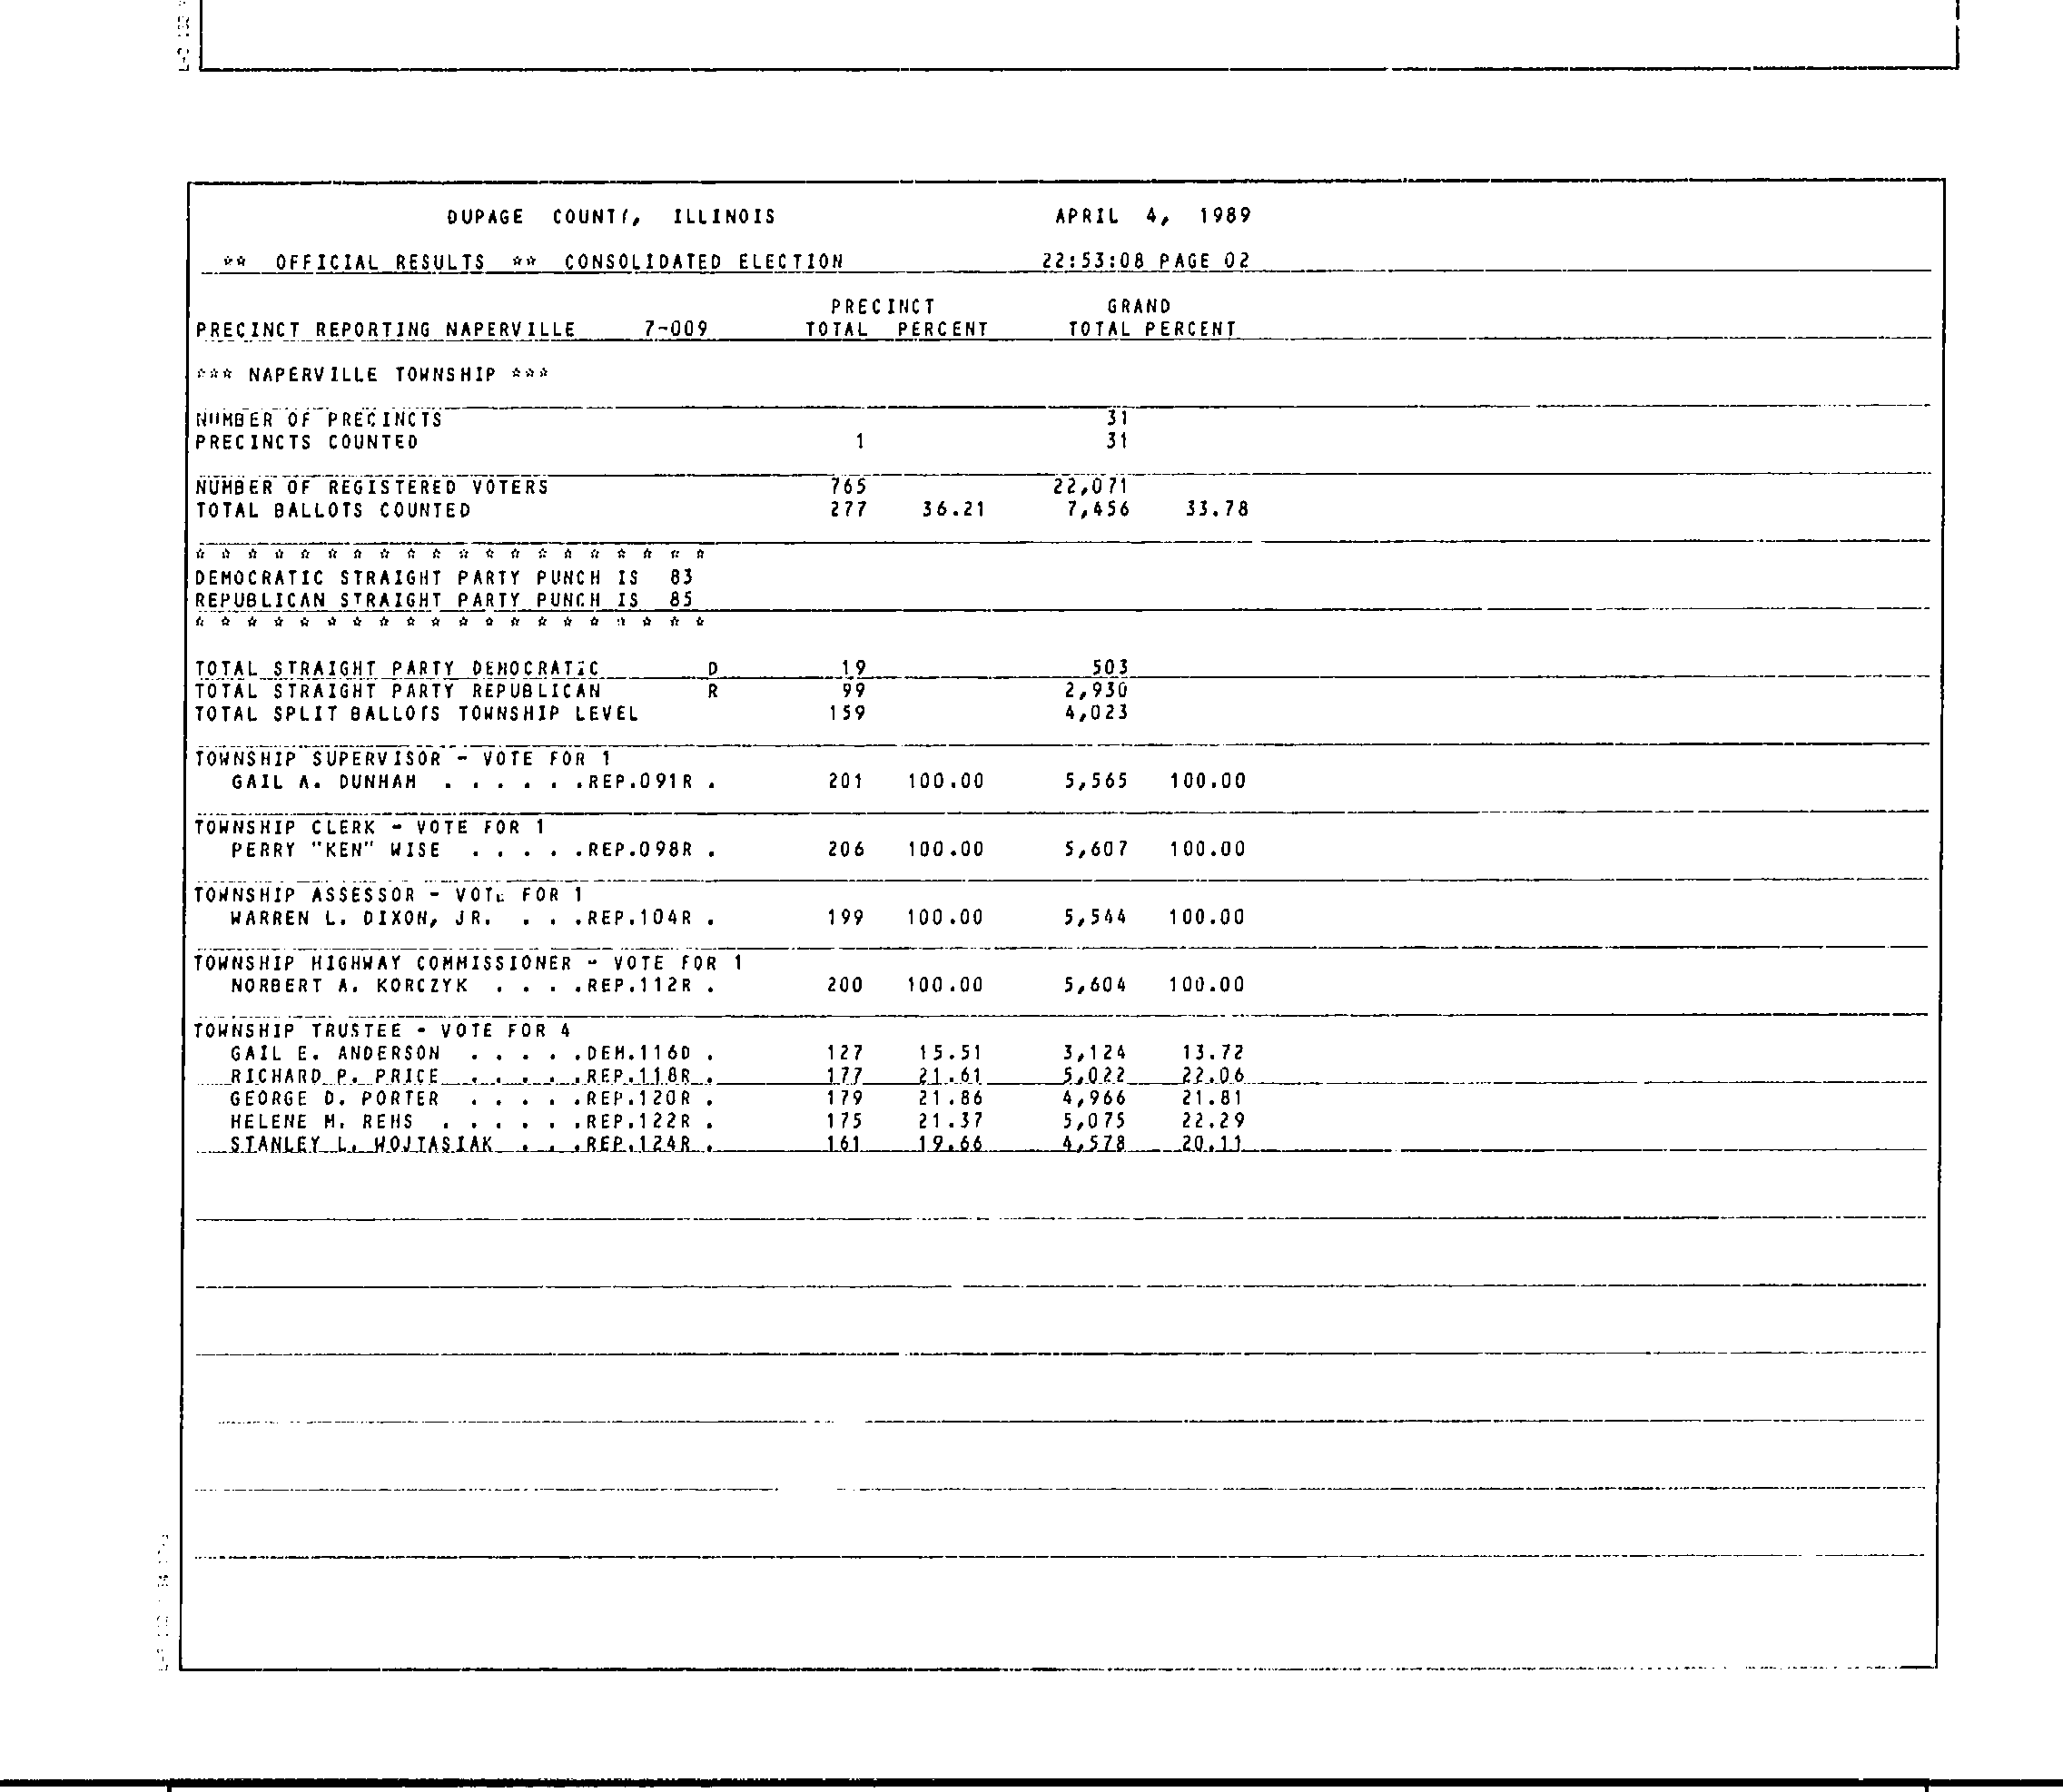 DUPAGE COUNTY, ILLINOIS APRIL 4, 1989
** OFFICIAL RESULTS ** CONSOLIDATED ELECTION 22:53:08 PAGE 02
PRECINCT GRAND
PRECINCT REPORTING NAPERVILLE 7-009 TOTAL PERCENT TOTAL PERCENT
*** NAPERVILLE TOWNSHIP ***
NUMBER OF PRECINCTS 31
PRECINCTS COUNTED 1 31
NUMBER OF REGISTERED VOTERS 765 22,071
TOTAL BALLOTS COUNTED 277 36.21 7,456 33.78
* * * * * * * * * * * * * * * * * * * *
DEMOCRATIC STRAIGHT PARTY PUNCH IS 83
REPUBLICAN STRAIGHT PARTY PUNCH IS 85
* * * * * * * * * * * * * * * * * * * *
TOTAL STRAIGHT PARTY DEMOCRATIC D 19 503
TOTAL STRAIGHT PARTY REPUBLICAN R 99 2,930
TOTAL SPLIT BALLOTS TOWNSHIP LEVEL 159 4,023
TOWNSHIP SUPERVISOR - VOTE FOR 1
GAIL A. DUNHAM . . . . . .REP.091R . 201 100.00 5,565 100.00
TOWNSHIP CLERK - VOTE FOR 1
PERRY "KEN" WISE . . . . .REP.098R . 206 100.00 5,607 100.00
TOWNSHIP ASSESSOR - VOTE FOR 1
WARREN L. DIXON, JR. . . .REP.104R . 199 100.00 5,544 100.00
TOWNSHIP HIGHWAY COMMISSIONER - VOTE FOR 1
NORBERT A. KORCZYK . . . .REP.112R . 200 100.00 5,604 100.00
TOWNSHIP TRUSTEE - VOTE FOR 4
GAIL E. ANDERSON . . . . .DEM.116D . 127 15.51 3,124 13.72
RICHARD P. PRICE . . . . .REP.118R . 177 21.61 5,022 22.06
GEORGE D. PORTER . . . . .REP.120R . 179 21.86 4,966 21.81
HELENE M. REHS . . . . . .REP.122R . 175 21.37 5,075 22.29
STANLEY L. WOJTASIAK . . .REP.124R . 161 19.66 4,578 20.11